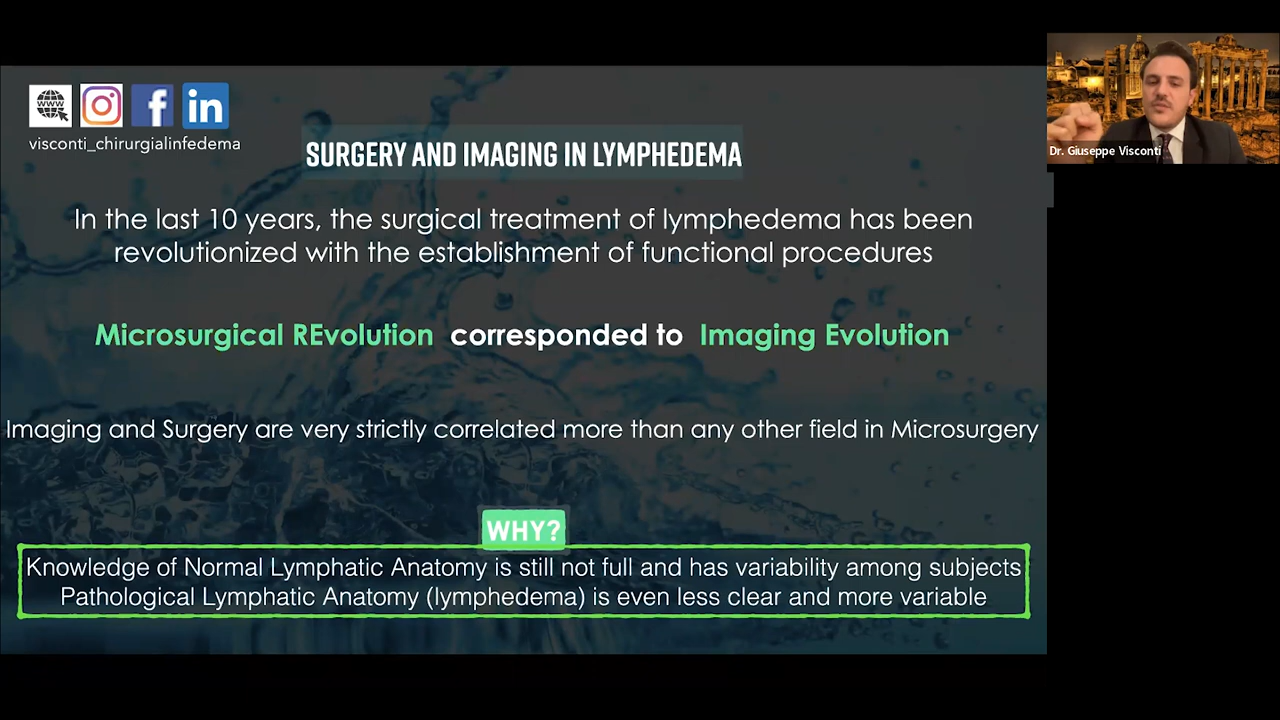 www
f
in
visconti_chirurgialinfedema
SURGERY AND IMAGING IN LYMPHEDEMA
In the last 10 years, the surgical treatment of lymphedema has been
revolutionized with the establishment of functional procedures
Microsurgical REvolution corresponded to Imaging Evolution
Imaging and Surgery are very strictly correlated more than any other field in Microsurgery
WHY?
Knowledge of Normal Lymphatic Anatomy is still not full and has variability among subjects
Pathological Lymphatic Anatomy (lymphedema) is even less clear and more variable
Dr. Giuseppe Visconti